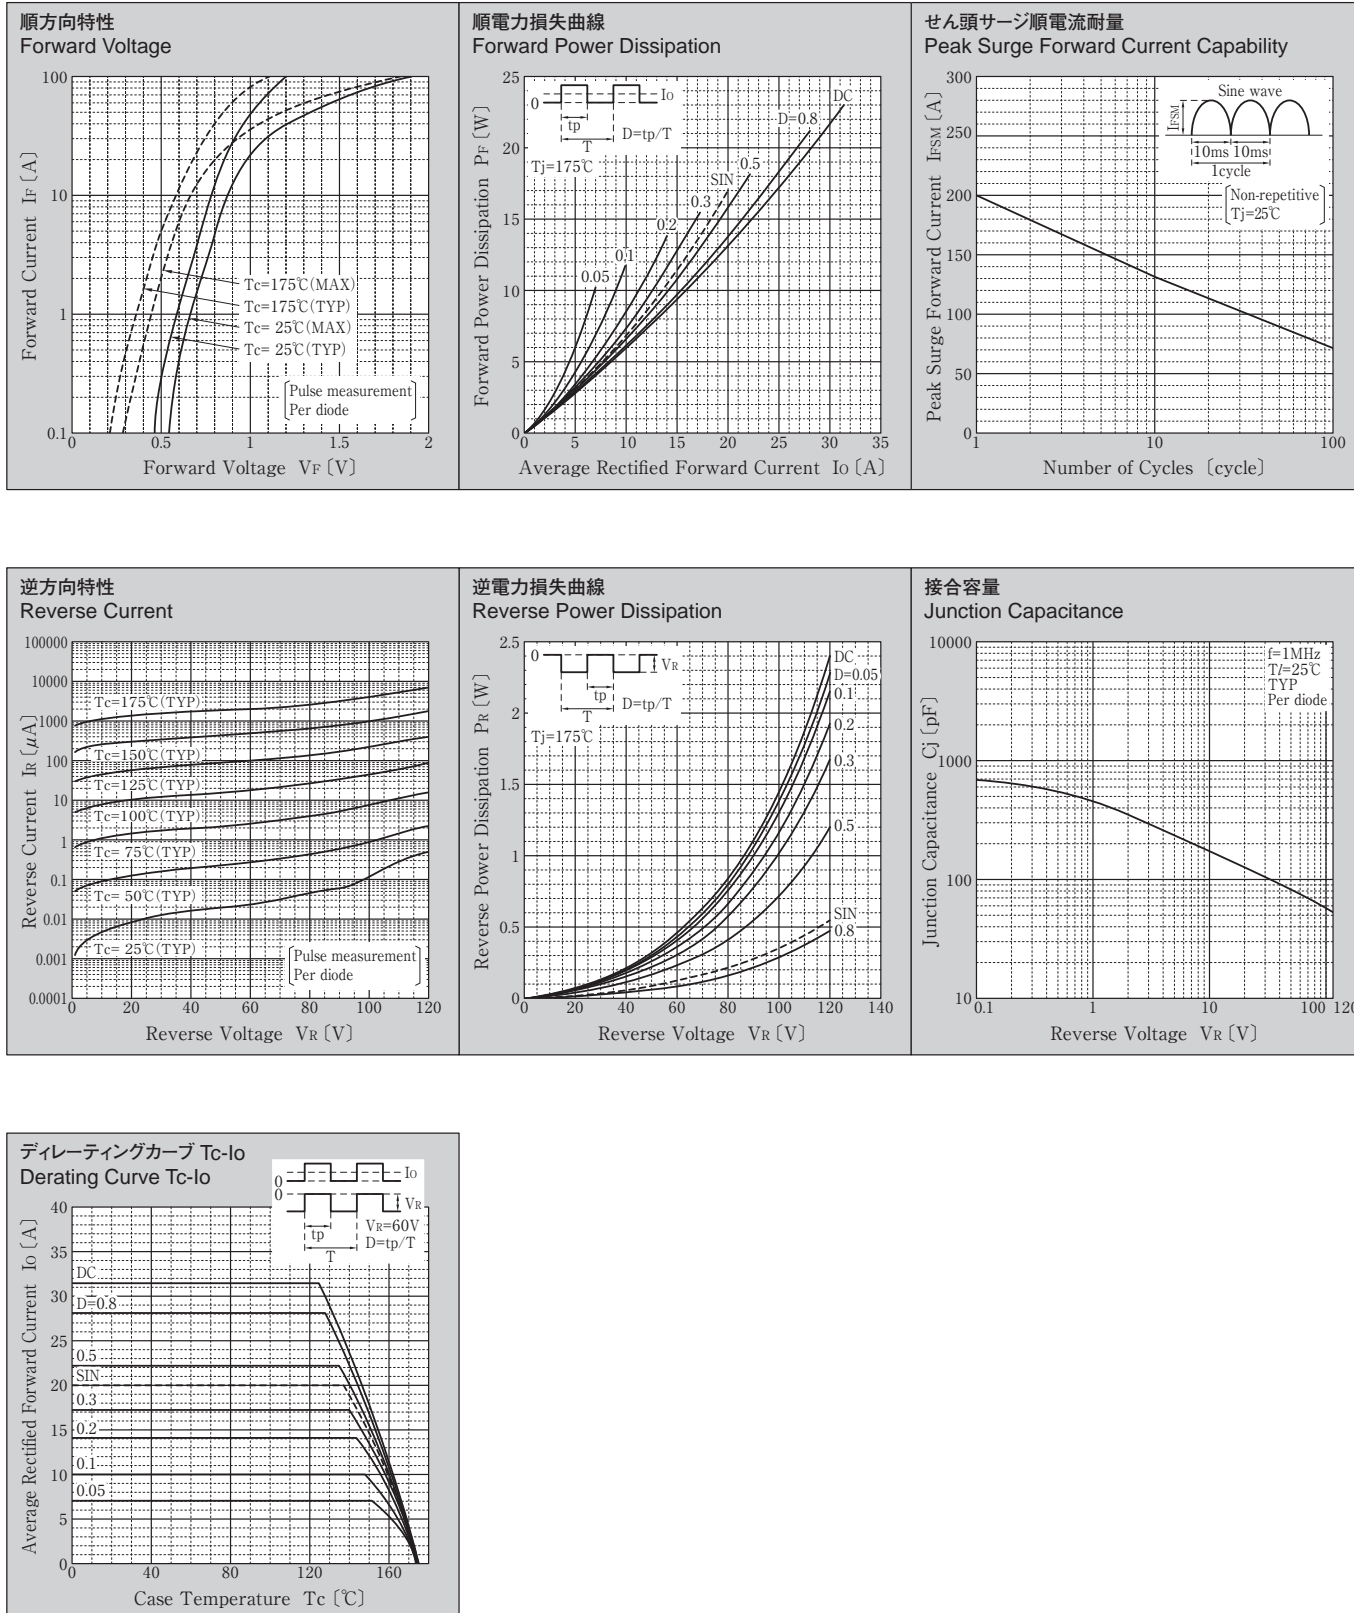 順方向特性
Forward Voltage
100
10
1
0.1
Forward Current IF〔A〕
Tc=175℃(MAX)
Tc=175℃(TYP)
Tc= 25℃(MAX)
Tc= 25℃(TYP)
Pulse measurement
Per diode
0.5 1 1.5 2
Forward Voltage VF〔V〕
順電力損失曲線
Forward Power Dissipation
25
20
15
10
5
0
Forward Power Dissipation PF〔W〕
0
Io
tp
T
D=tp/T
Tj=175℃
DC
D=0.8
0.5
SIN
0.3
0.2
0.1
0.05
0 5 10 15 20 25 30 35
Average Rectified Forward Current Io〔A〕
せん頭サージ順電流耐量
Peak Surge Forward Current Capability
300
250
200
150
100
50
0
Peak Surge Forward Current IFSM〔A〕
Sine wave
IFSM
10ms 10ms
1cycle
Non-repetitive
Tj=25℃
1 10 100
Number of Cycles 〔cycle〕
逆方向特性
Reverse Current
100000
10000
1000
100
10
1
0.1
0.01
0.001
0.0001
Reverse Current IR〔μA〕
Tc=175℃(TYP)
Tc=150℃(TYP)
Tc=125℃(TYP)
Tc=100℃(TYP)
Tc= 75℃(TYP)
Tc= 50℃(TYP)
Tc= 25℃(TYP)
Pulse measurement
Per diode
0 20 40 60 80 100 120
Reverse Voltage VR〔V〕
逆電力損失曲線
Reverse Power Dissipation
2.5
2
1.5
1
0.5
0
Reverse Power Dissipation PR〔W〕
0
VR
tp
T
D=tp/T
Tj=175℃
DC
D=0.05
0.1
0.2
0.3
0.5
SIN
0.8
0 20 40 60 80 100 120 140
Reverse Voltage VR〔V〕
接合容量
Junction Capacitance
10000
1000
100
10
Junction Capacitance Cj〔pF〕
f=1MHz
Tl=25℃
TYP
Per diode
0.1 1 10 100 120
Reverse Voltage VR〔V〕
ディレーティングカーブ Tc-Io
Derating Curve Tc-Io
40
35
30
25
20
15
10
5
0
Average Rectified Forward Current Io〔A〕
0
Io
0
VR
tp
T
VR=60V
D=tp/T
DC
D=0.8
0.5
SIN
0.3
0.2
0.1
0.05
0 40 80 120 160
Case Temperature Tc〔℃〕